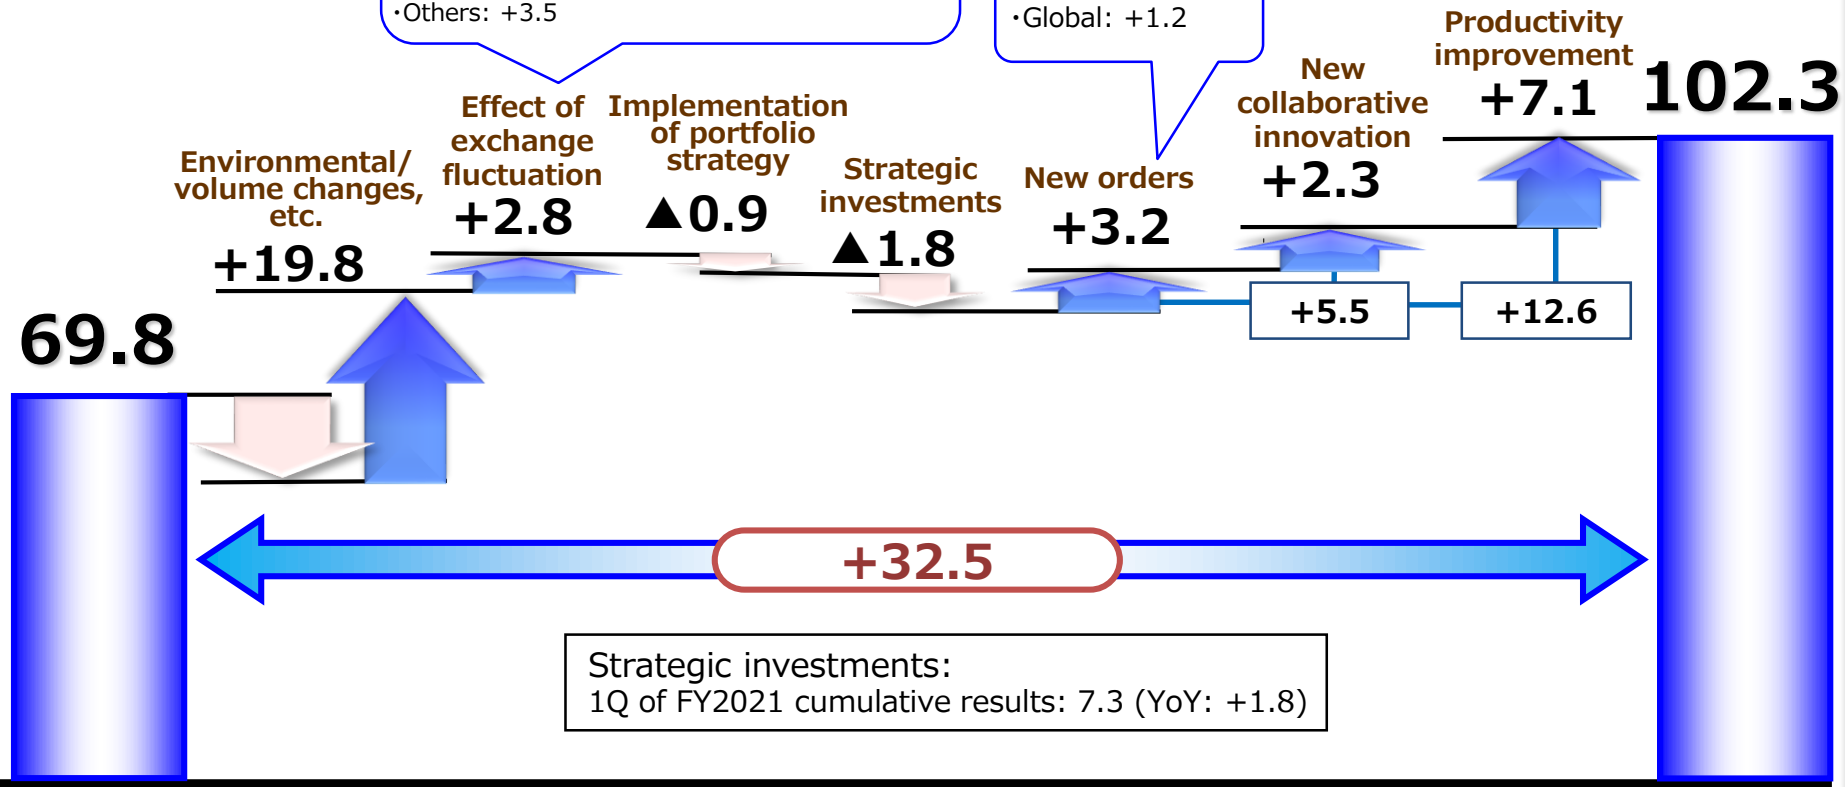 ・Others: +3.5
・Global: +1.2
Productivity
improvement
+7.1
102.3
New
collaborative
innovation
+2.3
Effect of
exchange
fluctuation
+2.8
Implementation
of portfolio
strategy
▲0.9
Environmental/
volume changes,
etc.
+19.8
Strategic
investments
▲1.8
New orders
+3.2
69.8
+5.5
+12.6
+32.5
Strategic investments:
1Q of FY2021 cumulative results: 7.3 (YoY: +1.8)